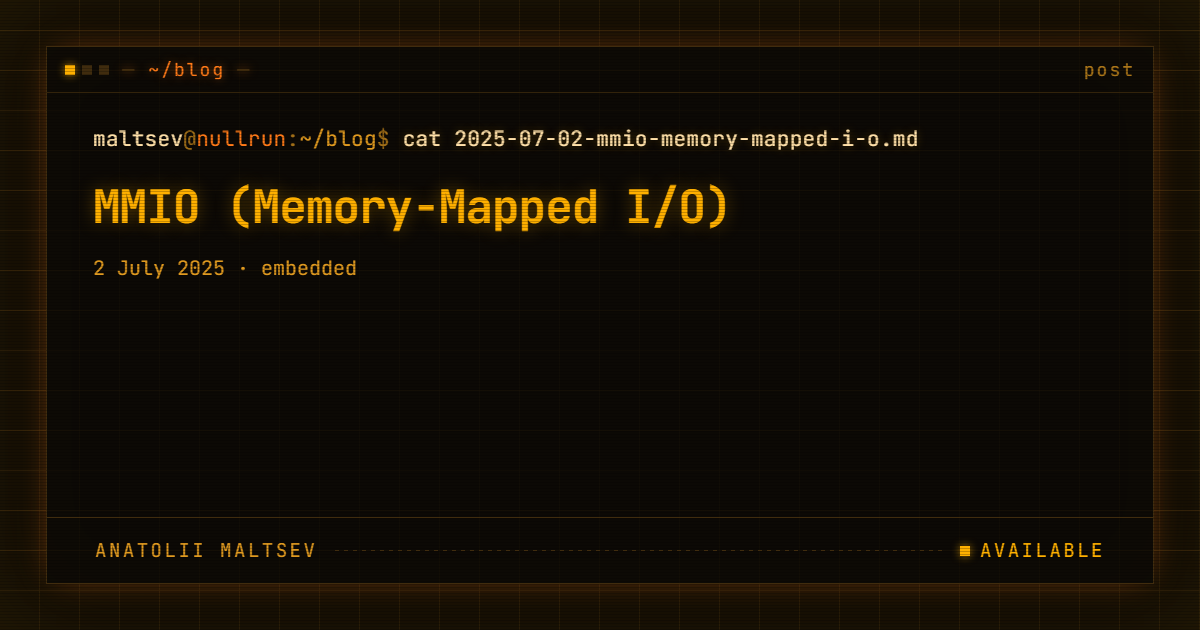 — ~/blog —
post
maltsev@nullrun:~/blog$ cat 2025-07-02-mmio-memory-mapped-i-o.md
MMIO (Memory-Mapped I/O)
2 July 2025 · embedded
ANATOLII MALTSEV
AVAILABLE